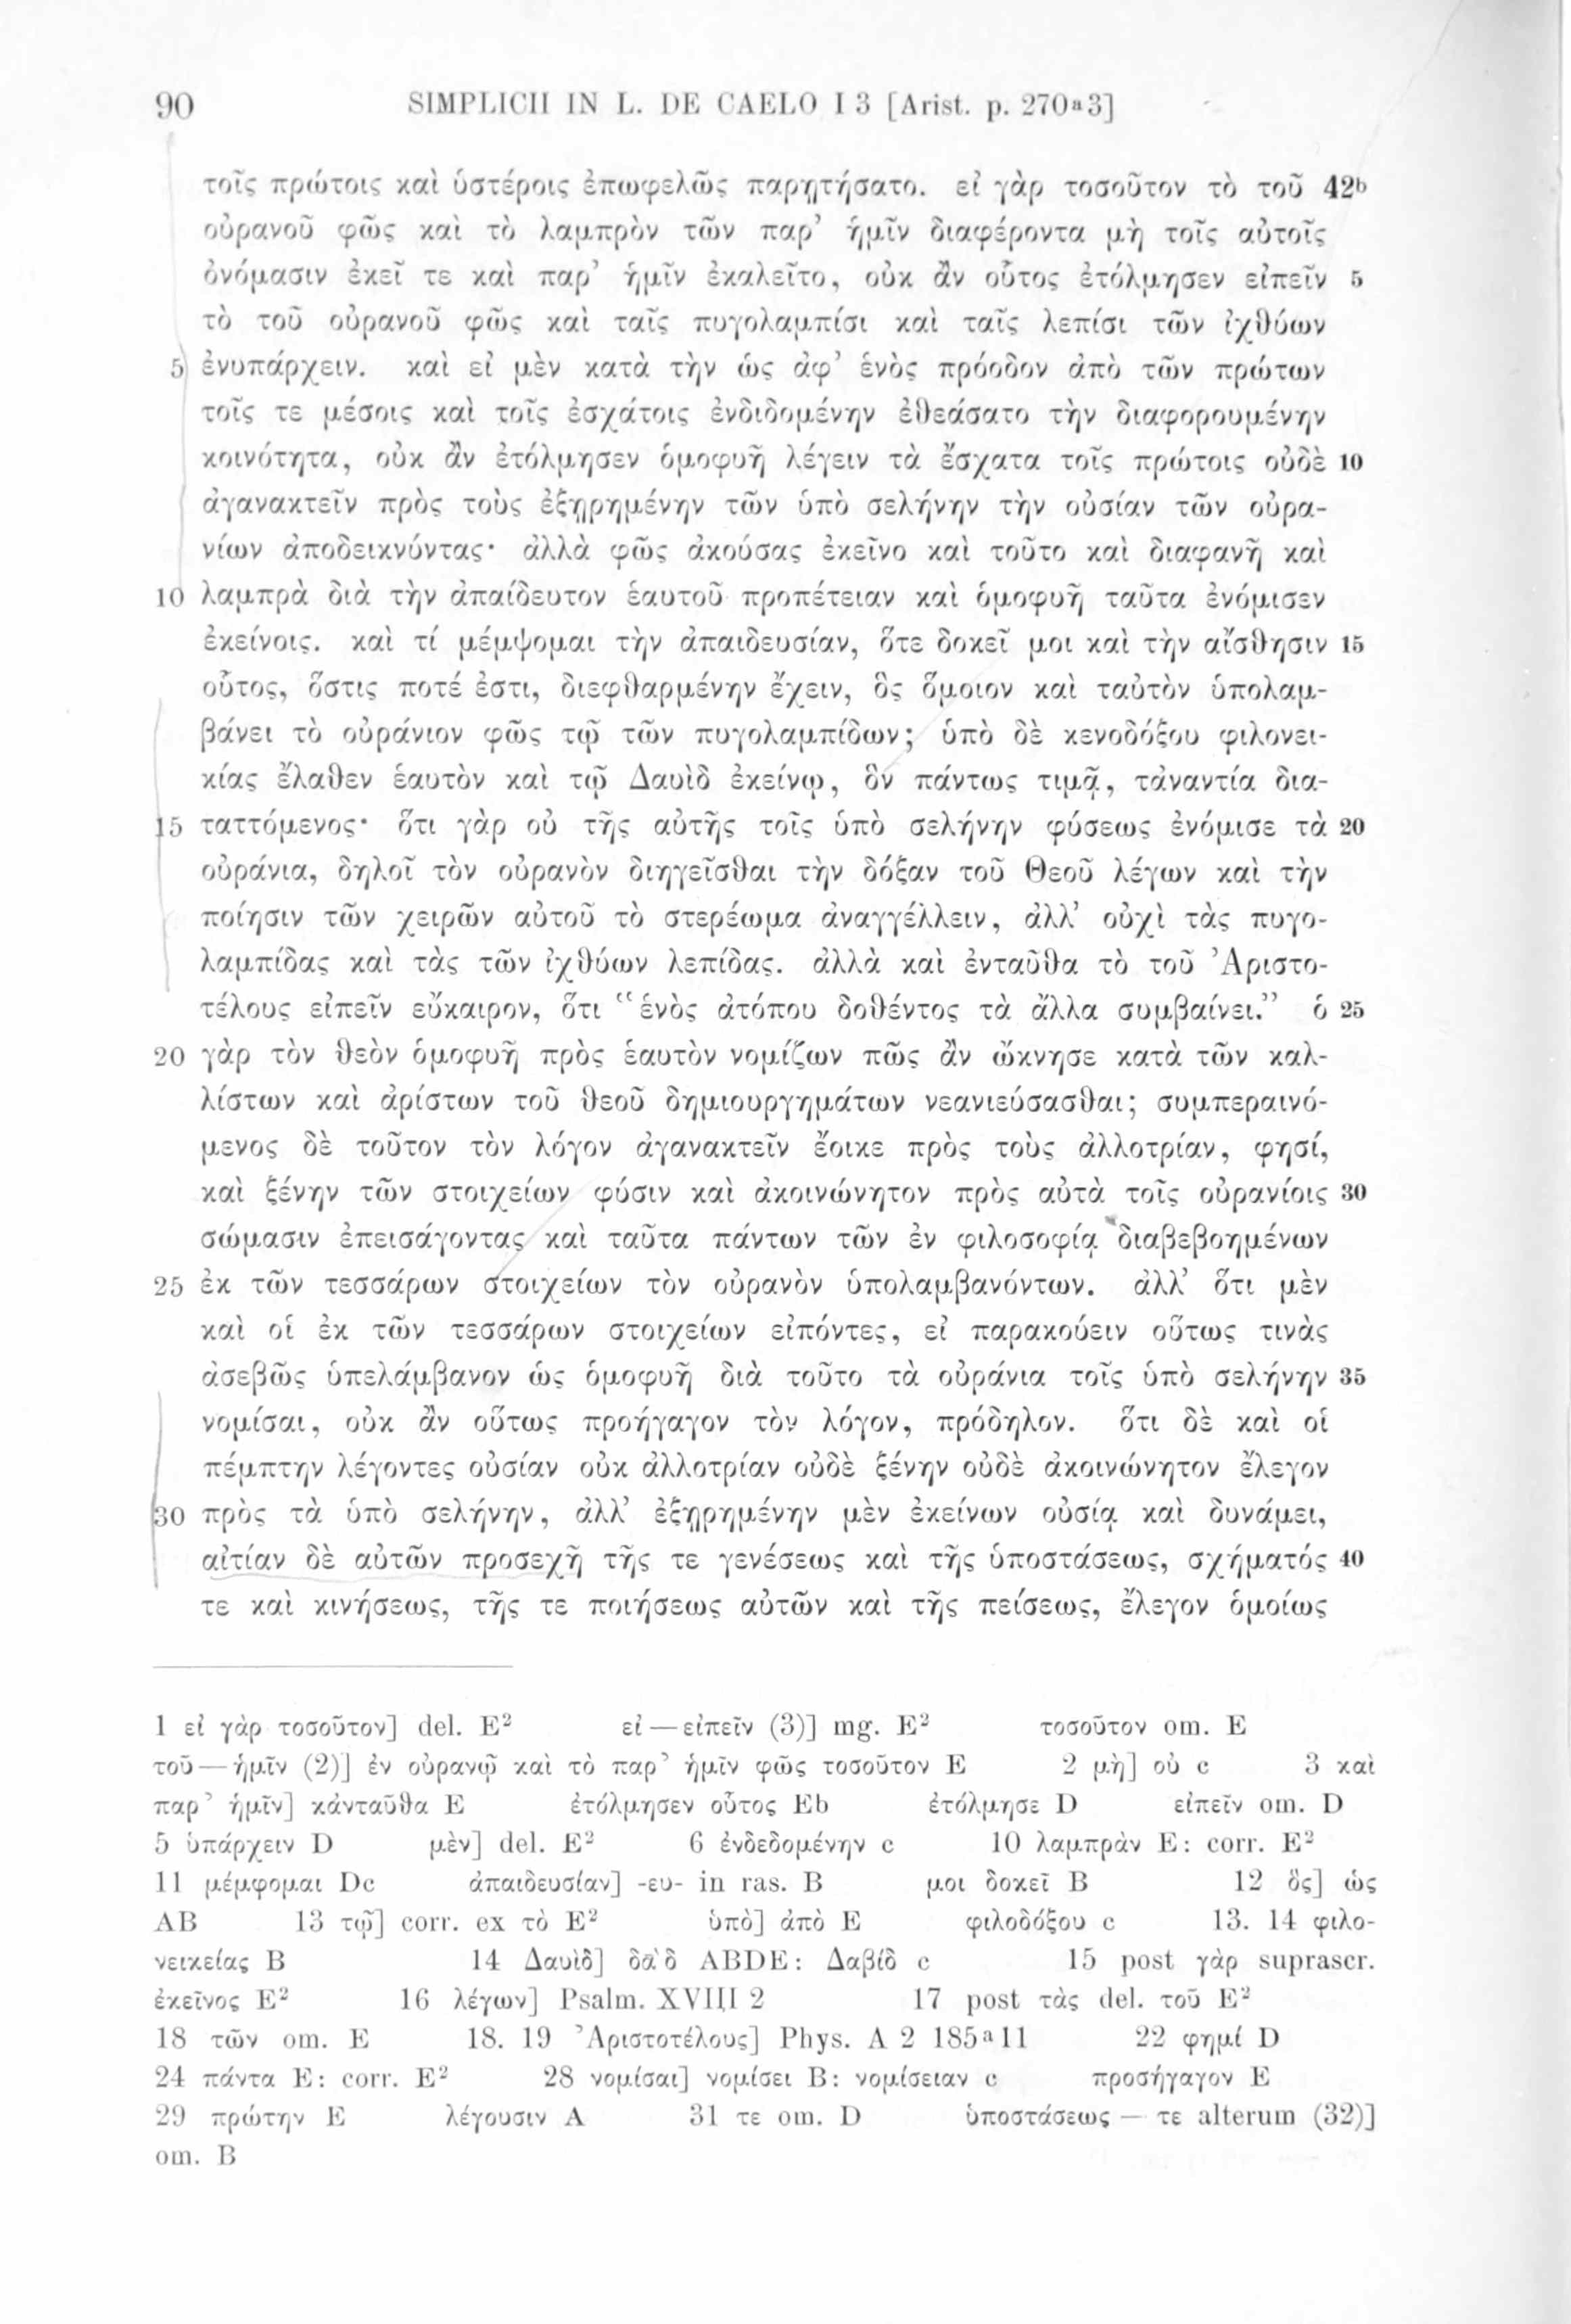 90 SIMPLICII IN L. DE CAELO I 3 [Arist. p. 270ᵃ3]
τοῖς πρώτοις καὶ ὑστέροις ἐπωφελῶς παρῃτήσατο. εἰ γὰρ τοσοῦτον τὸ τοῦ 42ᵇ
οὐρανοῦ φῶς καὶ τὸ λαμπρὸν τῶν παρ’ ἡμῖν διαφέροντα μὴ τοῖς αὐτοῖς
ὀνόμασιν ἐκεῖ τε καὶ παρ’ ἡμῖν ἐκαλεῖτο, οὐκ ἂν οὗτος ἐτόλμησεν εἰπεῖν 5
τὸ τοῦ οὐρανοῦ φῶς καὶ ταῖς πυγολαμπίσι καὶ ταῖς λεπίσι τῶν ἰχθύων
5 ἐνυπάρχειν. καὶ εἰ μὲν κατὰ τὴν ὡς ἀφ’ ἑνὸς πρόοδον ἀπὸ τῶν πρώτων
τοῖς τε μέσοις καὶ τοῖς ἐσχάτοις ἐνδιδομένην ἐθεάσατο τὴν διαφορουμένην
κοινότητα, οὐκ ἂν ἐτόλμησεν ὁμοφυῆ λέγειν τὰ ἔσχατα τοῖς πρώτοις οὐδὲ 10
ἀγανακτεῖν πρὸς τοὺς ἐξῃρημένην τῶν ὑπὸ σελήνην τὴν οὐσίαν τῶν οὐρα-
νίων ἀποδεικνύντας· ἀλλὰ φῶς ἀκούσας ἐκεῖνο καὶ τοῦτο καὶ διαφανῆ καὶ
10 λαμπρὰ διὰ τὴν ἀπαίδευτον ἑαυτοῦ προπέτειαν καὶ ὁμοφυῆ ταῦτα ἐνόμισεν
ἐκείνοις. καὶ τί μέμψομαι τὴν ἀπαιδευσίαν, ὅτε δοκεῖ μοι καὶ τὴν αἴσθησιν 15
οὗτος, ὅστις ποτέ ἐστι, διεφθαρμένην ἔχειν, ὃς ὅμοιον καὶ ταὐτὸν ὑπολαμ-
βάνει τὸ οὐράνιον φῶς τῷ τῶν πυγολαμπίδων; ὑπὸ δὲ κενοδόξου φιλονει-
κίας ἔλαθεν ἑαυτὸν καὶ τῷ Δαυὶδ ἐκείνῳ, ὃν πάντως τιμᾷ, τἀναντία δια-
15 ταττόμενος· ὅτι γὰρ οὐ τῆς αὐτῆς τοῖς ὑπὸ σελήνην φύσεως ἐνόμισε τὰ 20
οὐράνια, δηλοῖ τὸν οὐρανὸν διηγεῖσθαι τὴν δόξαν τοῦ Θεοῦ λέγων καὶ τὴν
ποίησιν τῶν χειρῶν αὐτοῦ τὸ στερέωμα ἀναγγέλλειν, ἀλλ’ οὐχὶ τὰς πυγο-
λαμπίδας καὶ τὰς τῶν ἰχθύων λεπίδας. ἀλλὰ καὶ ἐνταῦθα τὸ τοῦ Ἀριστο-
τέλους εἰπεῖν εὔκαιρον, ὅτι “ἑνὸς ἀτόπου δοθέντος τὰ ἄλλα συμβαίνει.” ὁ 25
20 γὰρ τὸν θεὸν ὁμοφυῆ πρὸς ἑαυτὸν νομίζων πῶς ἂν ὤκνησε κατὰ τῶν καλ-
λίστων καὶ ἀρίστων τοῦ θεοῦ δημιουργημάτων νεανιεύσασθαι; συμπεραινό-
μενος δὲ τοῦτον τὸν λόγον ἀγανακτεῖν ἔοικε πρὸς τοὺς ἀλλοτρίαν, φησί,
καὶ ξένην τῶν στοιχείων φύσιν καὶ ἀκοινώνητον πρὸς αὐτὰ τοῖς οὐρανίοις 30
σώμασιν ἐπεισάγοντας καὶ ταῦτα πάντων τῶν ἐν φιλοσοφίᾳ διαβεβοημένων
25 ἐκ τῶν τεσσάρων στοιχείων τὸν οὐρανὸν ὑπολαμβανόντων. ἀλλ’ ὅτι μὲν
καὶ οἱ ἐκ τῶν τεσσάρων στοιχείων εἰπόντες, εἰ παρακούειν οὕτως τινὰς
ἀσεβῶς ὑπελάμβανον ὡς ὁμοφυῆ διὰ τοῦτο τὰ οὐράνια τοῖς ὑπὸ σελήνην 35
νομίσαι, οὐκ ἂν οὕτως προήγαγον τὸν λόγον, πρόδηλον. ὅτι δὲ καὶ οἱ
πέμπτην λέγοντες οὐσίαν οὐκ ἀλλοτρίαν οὐδὲ ξένην οὐδὲ ἀκοινώνητον ἔλεγον
30 πρὸς τὰ ὑπὸ σελήνην, ἀλλ’ ἐξῃρημένην μὲν ἐκείνων οὐσίᾳ καὶ δυνάμει,
αἰτίαν δὲ αὐτῶν προσεχῆ τῆς τε γενέσεως καὶ τῆς ὑποστάσεως, σχήματός 40
τε καὶ κινήσεως, τῆς τε ποιήσεως αὐτῶν καὶ τῆς πείσεως, ἔλεγον ὁμοίως
1 εἰ γὰρ τοσοῦτον] del. E² εἰ — εἰπεῖν (3)] mg. E² τοσοῦτον om. E
τοῦ — ἡμῖν (2)] ἐν οὐρανῷ καὶ τὸ παρ’ ἡμῖν φῶς τοσοῦτον E 2 μὴ] οὐ c 3 καὶ
παρ’ ἡμῖν] κἀνταῦθα E ἐτόλμησεν οὗτος Eb ἐτόλμησε D εἰπεῖν om. D
5 ὑπάρχειν D μὲν] del. E² 6 ἐνδεδομένην c 10 λαμπρὰν E: corr. E²
11 μέμφομαι Dc ἀπαιδευσίαν] -ευ- in ras. B μοι δοκεῖ B 12 ὃς] ὡς
AB 13 τῷ] corr. ex τὸ E² ὑπὸ] ἀπὸ E φιλοδόξου c 13. 14 φιλο-
νεικείας B 14 Δαυὶδ] δᾱδ ABDE: Δαβίδ c 15 post γὰρ suprascr.
ἐκεῖνος E² 16 λέγων] Psalm. XVIII 2 17 post τὰς del. τοῦ E²
18 τῶν om. E 18. 19 Ἀριστοτέλους] Phys. A 2 185ᵃ11 22 φημί D
24 πάντα E: corr. E² 28 νομίσαι] νομίσει B: νομίσειαν c προσήγαγον E
29 πρώτην E λέγουσιν A 31 τε om. D ὑποστάσεως — τε alterum (32)]
om. B